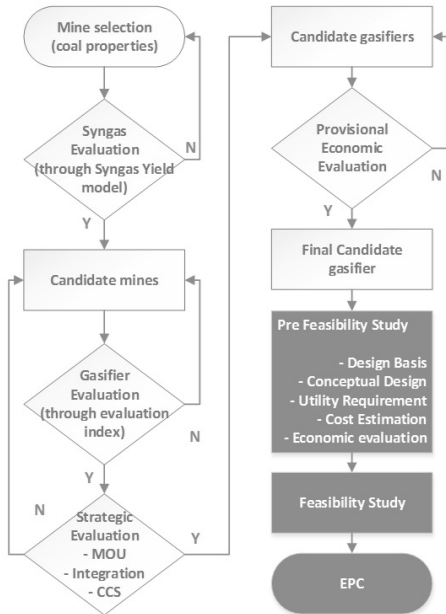 Mine selection
(coal properties)
Syngas
Evaluation
(through Syngas Yield
model)
N
Y
Candidate mines
Gasifier
Evaluation
(through evaluation
index)
N
Y
N
Strategic
Evaluation
- MOU
- Integration
- CCS
Y
Candidate gasifiers
Provisional
Economic
Evaluation
N
Y
Final Candidate
gasifier
Pre Feasibility Study
- Design Basis
- Conceptual Design
- Utility Requirement
- Cost Estimation
- Economic evaluation
Feasibility Study
EPC